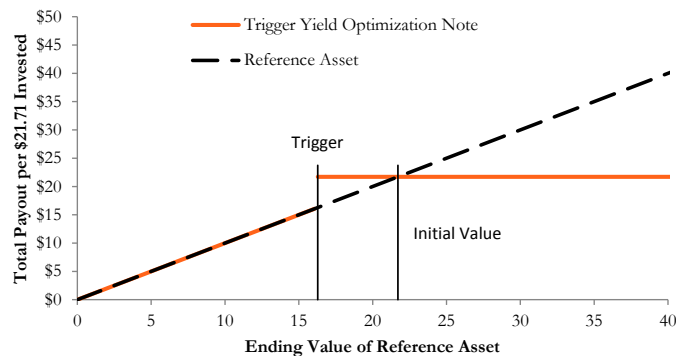 Total Payout per $21.71 Invested
$50
$45
$40
$35
$30
$25
$20
$15
$10
$5
$0
Trigger Yield Optimization Note
Reference Asset
Trigger
Initial Value
0 5 10 15 20 25 30 35 40
Ending Value of Reference Asset